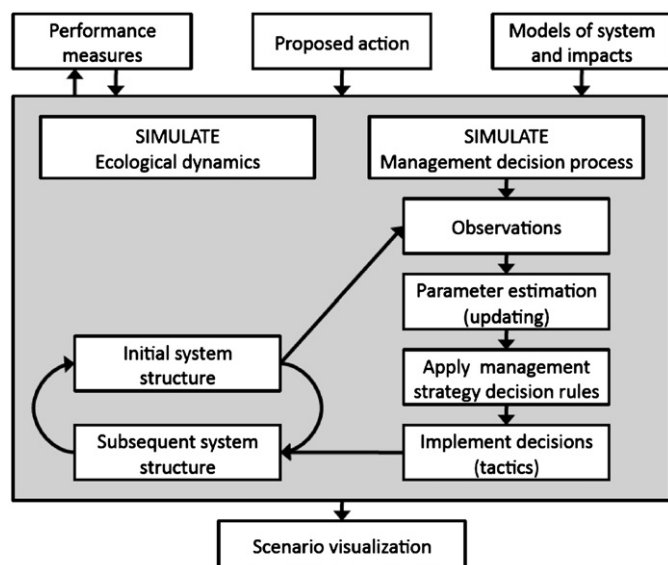 Performance
measures
Proposed action
Models of system
and impacts
SIMULATE
Ecological dynamics
SIMULATE
Management decision process
Observations
Parameter estimation
(updating)
Initial system
structure
Apply management
strategy decision rules
Subsequent system
structure
Implement decisions
(tactics)
Scenario visualization